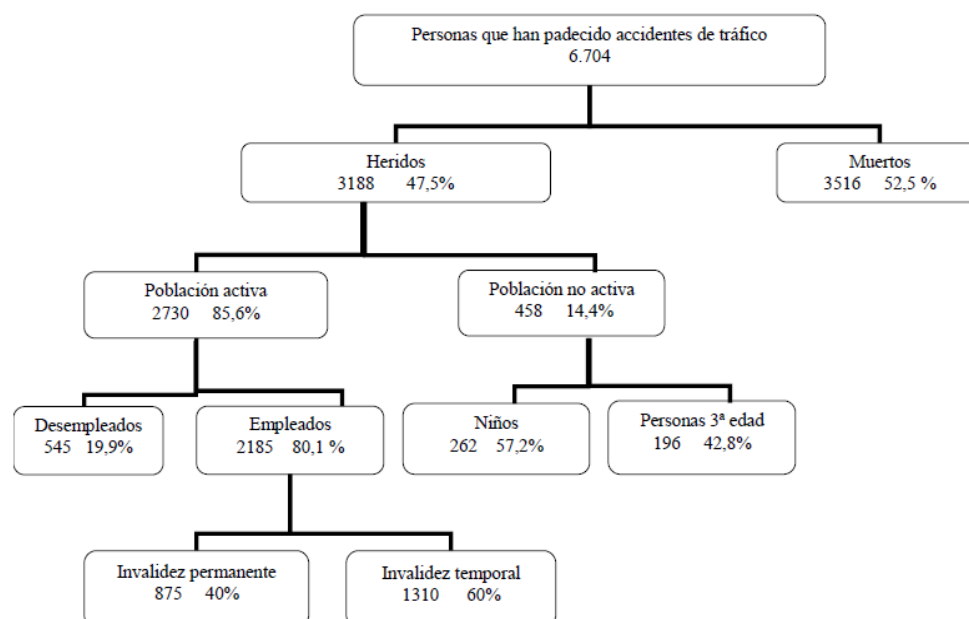 Personas que han padecido accidentes de tráfico
6.704
Heridos
3188 47,5%
Muertos
3516 52,5 %
Población activa
2730 85,6%
Población no activa
458 14,4%
Desempleados
545 19,9%
Empleados
2185 80,1 %
Niños
262 57,2%
Personas 3ª edad
196 42,8%
Invalidez permanente
875 40%
Invalidez temporal
1310 60%